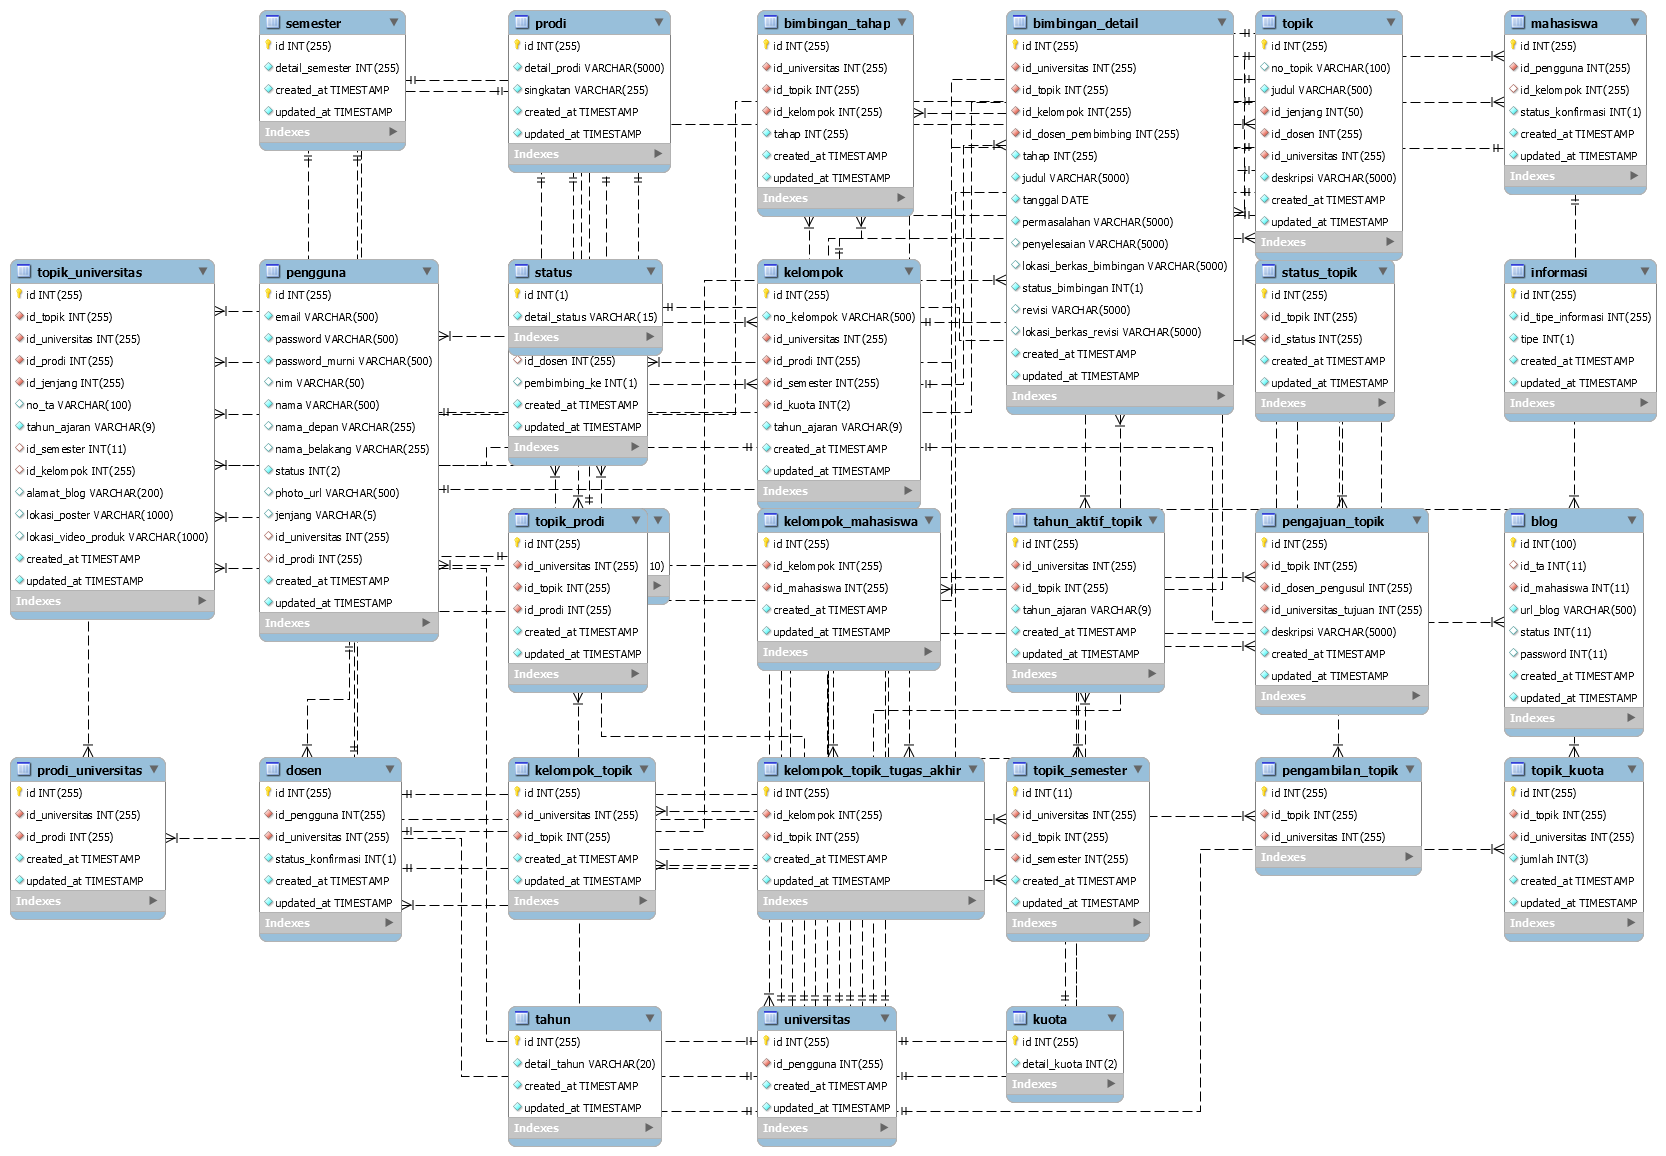 semester
id INT(255)
detail_semester INT(255)
created_at TIMESTAMP
updated_at TIMESTAMP
Indexes
prodi
id INT(255)
detail_prodi VARCHAR(5000)
singkatan VARCHAR(255)
created_at TIMESTAMP
updated_at TIMESTAMP
Indexes
bimbingan_tahap
id INT(255)
id_universitas INT(255)
id_topik INT(255)
id_kelompok INT(255)
tahap INT(255)
created_at TIMESTAMP
updated_at TIMESTAMP
Indexes
bimbingan_detail
id INT(255)
id_universitas INT(255)
id_topik INT(255)
id_kelompok INT(255)
id_dosen_pembimbing INT(255)
tahap INT(255)
judul VARCHAR(5000)
tanggal DATE
permasalahan VARCHAR(5000)
penyelesaian VARCHAR(5000)
lokasi_berkas_bimbingan VARCHAR(5000)
status_bimbingan INT(1)
revisi VARCHAR(5000)
lokasi_berkas_revisi VARCHAR(5000)
created_at TIMESTAMP
updated_at TIMESTAMP
Indexes
topik
id INT(255)
no_topik VARCHAR(100)
judul VARCHAR(500)
id_jenjang INT(50)
id_dosen INT(255)
id_universitas INT(255)
deskripsi VARCHAR(5000)
created_at TIMESTAMP
updated_at TIMESTAMP
Indexes
mahasiswa
id INT(255)
id_pengguna INT(255)
id_kelompok INT(255)
status_konfirmasi INT(1)
created_at TIMESTAMP
updated_at TIMESTAMP
Indexes
topik_universitas
id INT(255)
id_topik INT(255)
id_universitas INT(255)
id_prodi INT(255)
id_jenjang INT(255)
no_ta VARCHAR(100)
tahun_ajaran VARCHAR(9)
id_semester INT(11)
id_kelompok INT(255)
alamat_blog VARCHAR(200)
lokasi_poster VARCHAR(1000)
lokasi_video_produk VARCHAR(1000)
created_at TIMESTAMP
updated_at TIMESTAMP
Indexes
pengguna
id INT(255)
email VARCHAR(500)
password VARCHAR(500)
password_murni VARCHAR(500)
nim VARCHAR(50)
nama VARCHAR(500)
nama_depan VARCHAR(255)
nama_belakang VARCHAR(255)
status INT(2)
photo_url VARCHAR(500)
jenjang VARCHAR(5)
id_universitas INT(255)
id_prodi INT(255)
created_at TIMESTAMP
updated_at TIMESTAMP
Indexes
status
id INT(1)
detail_status VARCHAR(15)
Indexes
id_dosen INT(255)
pembimbing_ke INT(1)
created_at TIMESTAMP
updated_at TIMESTAMP
Indexes
kelompok
id INT(255)
no_kelompok VARCHAR(500)
id_universitas INT(255)
id_prodi INT(255)
id_semester INT(255)
id_kuota INT(2)
tahun_ajaran VARCHAR(9)
created_at TIMESTAMP
updated_at TIMESTAMP
Indexes
status_topik
id INT(255)
id_topik INT(255)
id_status INT(255)
created_at TIMESTAMP
updated_at TIMESTAMP
Indexes
informasi
id INT(255)
id_tipe_informasi INT(255)
tipe INT(1)
created_at TIMESTAMP
updated_at TIMESTAMP
Indexes
topik_prodi
id INT(255)
id_universitas INT(255)
id_topik INT(255)
id_prodi INT(255)
created_at TIMESTAMP
updated_at TIMESTAMP
Indexes
10)
kelompok_mahasiswa
id INT(255)
id_kelompok INT(255)
id_mahasiswa INT(255)
created_at TIMESTAMP
updated_at TIMESTAMP
Indexes
tahun_aktif_topik
id INT(255)
id_universitas INT(255)
id_topik INT(255)
tahun_ajaran VARCHAR(9)
created_at TIMESTAMP
updated_at TIMESTAMP
Indexes
pengajuan_topik
id INT(255)
id_topik INT(255)
id_dosen_pengusul INT(255)
id_universitas_tujuan INT(255)
deskripsi VARCHAR(5000)
created_at TIMESTAMP
updated_at TIMESTAMP
Indexes
blog
id INT(100)
id_ta INT(11)
id_mahasiswa INT(11)
url_blog VARCHAR(500)
status INT(11)
password INT(11)
created_at TIMESTAMP
updated_at TIMESTAMP
Indexes
prodi_universitas
id INT(255)
id_universitas INT(255)
id_prodi INT(255)
created_at TIMESTAMP
updated_at TIMESTAMP
Indexes
dosen
id INT(255)
id_pengguna INT(255)
id_universitas INT(255)
status_konfirmasi INT(1)
created_at TIMESTAMP
updated_at TIMESTAMP
Indexes
kelompok_topik
id INT(255)
id_universitas INT(255)
id_topik INT(255)
created_at TIMESTAMP
updated_at TIMESTAMP
Indexes
kelompok_topik_tugas_akhir
id INT(255)
id_kelompok INT(255)
id_topik INT(255)
created_at TIMESTAMP
updated_at TIMESTAMP
Indexes
topik_semester
id INT(11)
id_universitas INT(255)
id_topik INT(255)
id_semester INT(255)
created_at TIMESTAMP
updated_at TIMESTAMP
Indexes
pengambilan_topik
id INT(255)
id_topik INT(255)
id_universitas INT(255)
Indexes
topik_kuota
id INT(255)
id_topik INT(255)
id_universitas INT(255)
jumlah INT(3)
created_at TIMESTAMP
updated_at TIMESTAMP
Indexes
tahun
id INT(255)
detail_tahun VARCHAR(20)
created_at TIMESTAMP
updated_at TIMESTAMP
Indexes
universitas
id INT(255)
id_pengguna INT(255)
created_at TIMESTAMP
updated_at TIMESTAMP
Indexes
kuota
id INT(255)
detail_kuota INT(2)
Indexes